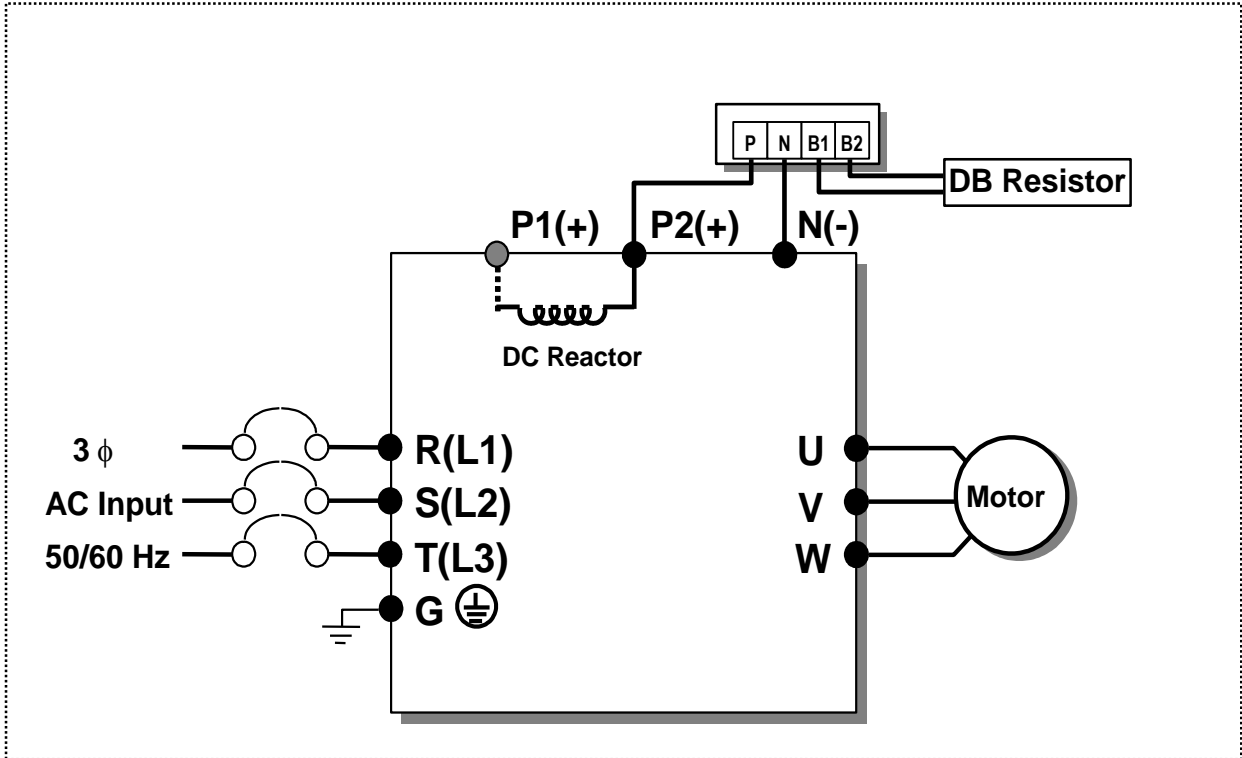 P N B1 B2
DB Resistor
P1(+) P2(+) N(-)
DC Reactor
3 ϕ
AC Input
50/60 Hz
R(L1)
S(L2)
T(L3)
G
U
V
W
Motor